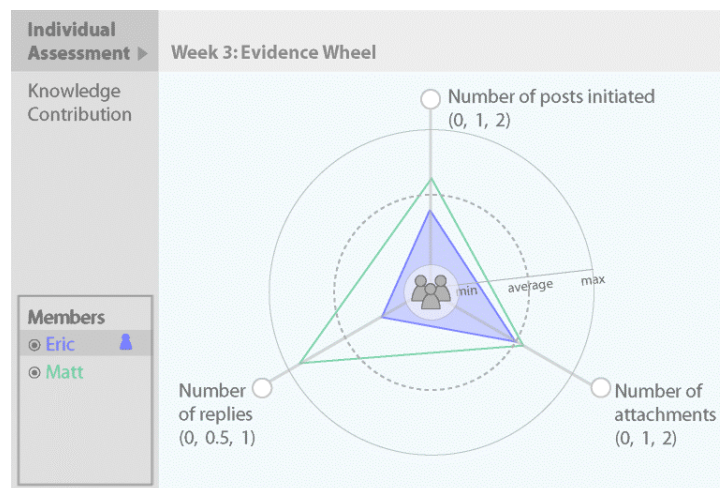 Individual
Assessment
Week 3: Evidence Wheel
Knowledge
Contribution
Number of posts initiated
(0, 1, 2)
min
average
max
Members
Eric
Matt
Number
of replies
(0, 0.5, 1)
Number of
attachments
(0, 1, 2)